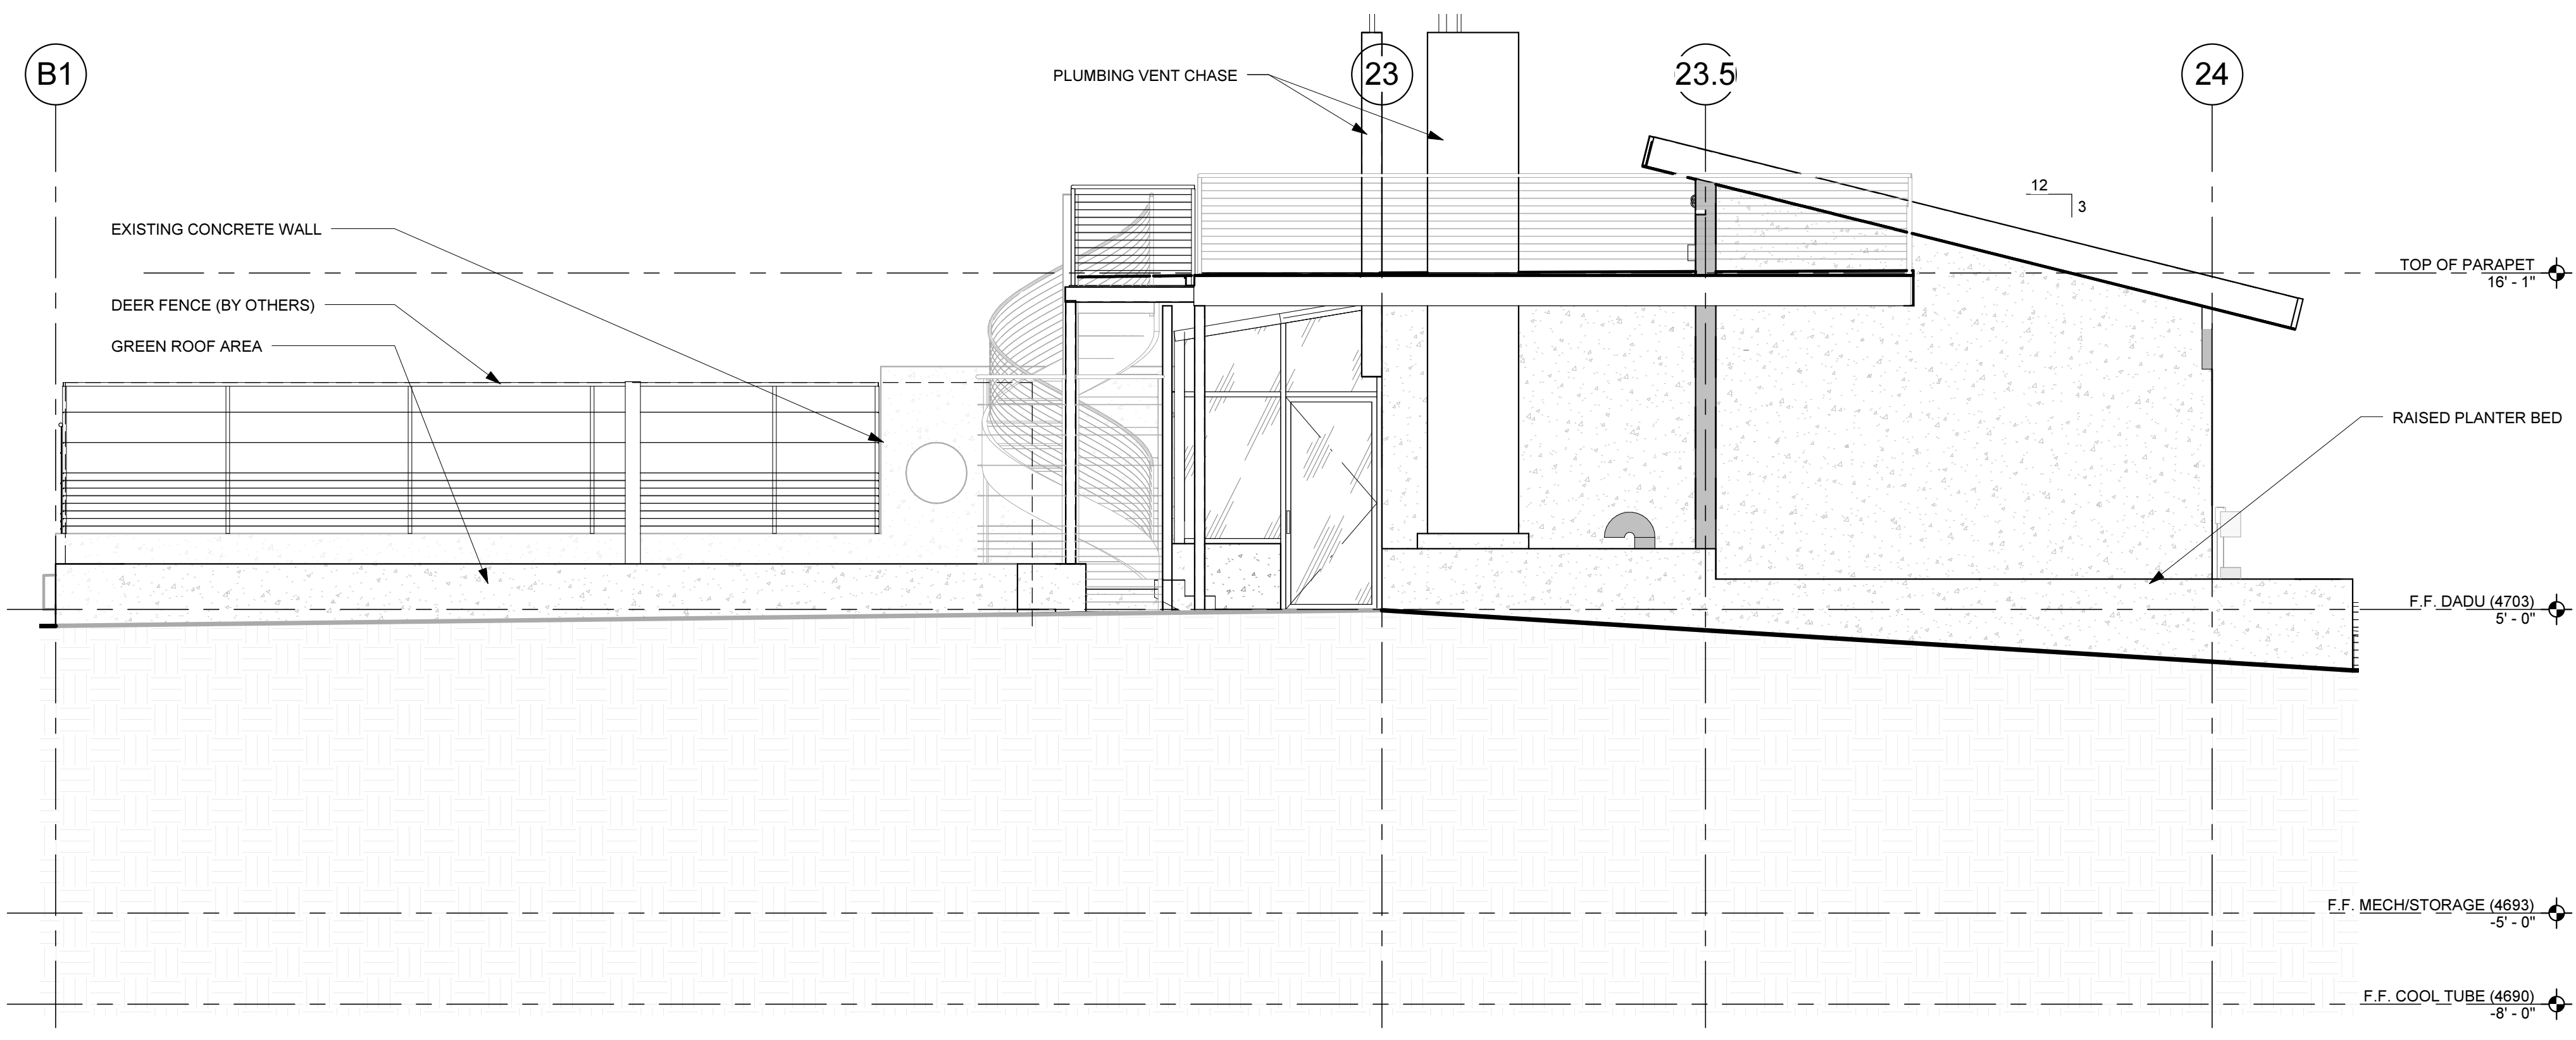 B1
23
23.5
24
PLUMBING VENT CHASE
12
3
EXISTING CONCRETE WALL
TOP OF PARAPET
16' - 1"
DEER FENCE (BY OTHERS)
GREEN ROOF AREA
RAISED PLANTER BED
F.F. DADU (4703)
5' - 0"
F.F. MECH/STORAGE (4693)
-5' - 0"
F.F. COOL TUBE (4690)
-8' - 0"